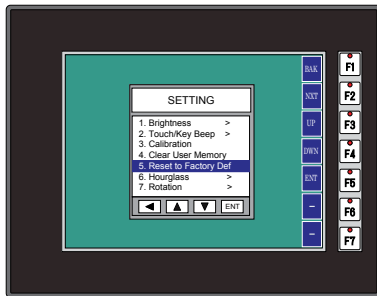 SETTING
1. Brightness >
2. Touch/Key Beep >
3. Calibration
4. Clear User Memory
5. Reset to Factory Def
6. Hourglass >
7. Rotation >
ENT
BAK
NXT
UP
DWN
ENT
–
–
F1
F2
F3
F4
F5
F6
F7